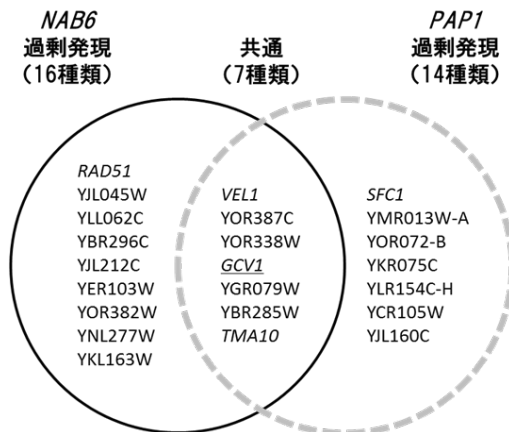 NAB6
過剰発現
(16種類)
共通
(7種類)
PAP1
過剰発現
(14種類)
RAD51
YJL045W
YLL062C
YBR296C
YJL212C
YER103W
YOR382W
YNL277W
YKL163W
VEL1
YOR387C
YOR338W
GCV1
YGR079W
YBR285W
TMA10
SFC1
YMR013W-A
YOR072-B
YKR075C
YLR154C-H
YCR105W
YJL160C